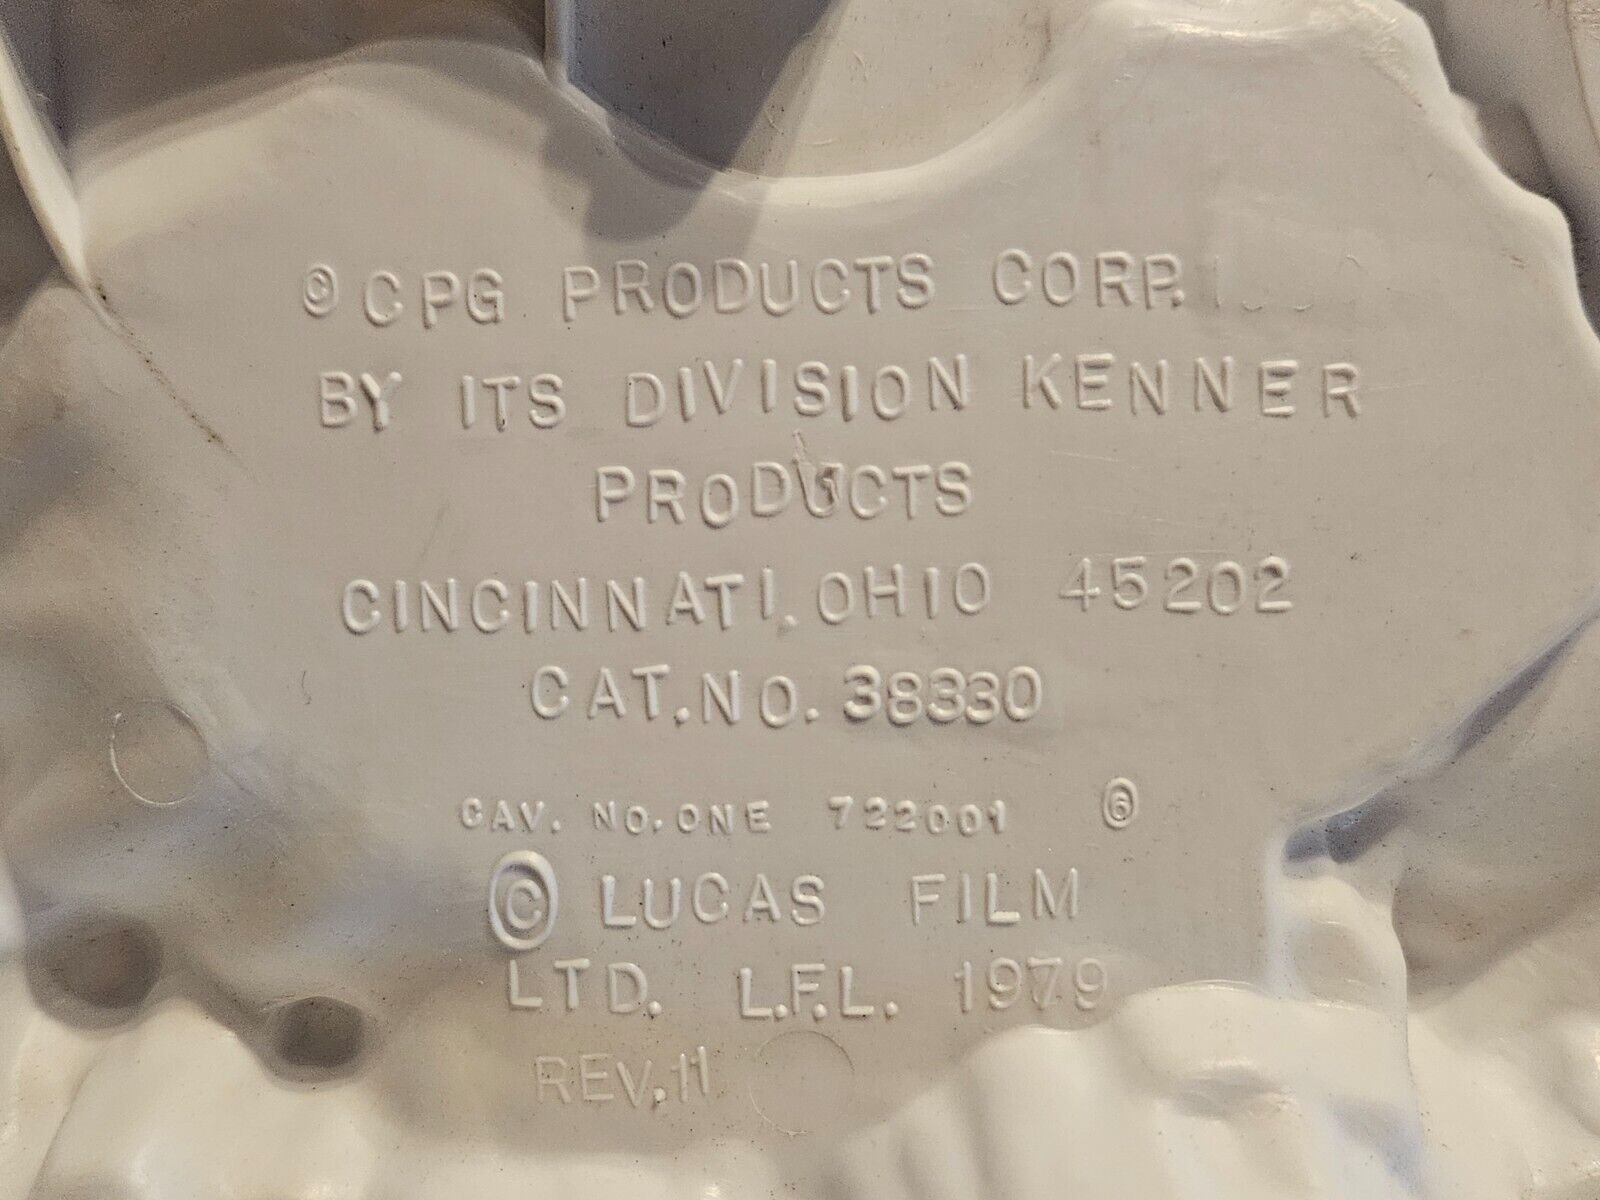 © CPG PRODUCTS CORP.
BY ITS DIVISION KENNER
PRODUCTS
CINCINNATI. OHIO 45202
CAT. NO. 38330
CAV. NO. ONE 722001 ⑥
© LUCAS FILM
LTD. L.F.L. 1979
REV. 11